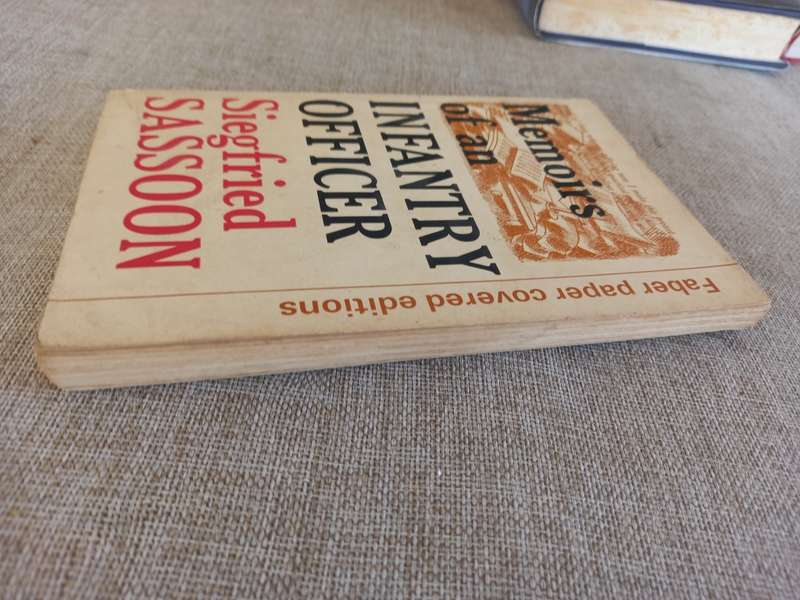 Memoirs
of an
INFANTRY
OFFICER
Siegfried
SASSOON
Faber paper covered editions